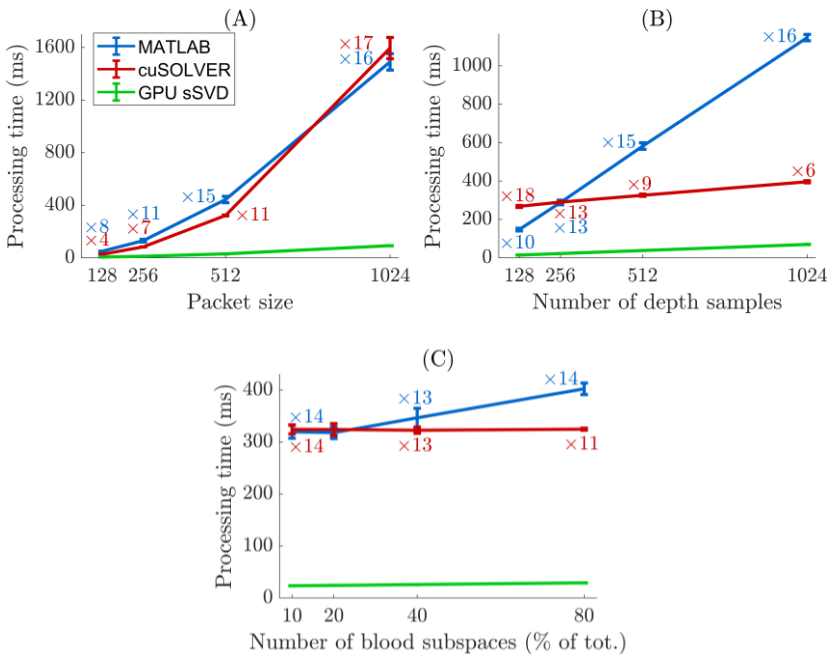 (A)
Processing time (ms)
1600
1200
800
400
0
MATLAB
cuSOLVER
GPU sSVD
×8
×4
×11
×7
×15
×11
×17
×16
128 256 512 1024
Packet size
(B)
Processing time (ms)
1000
800
600
400
200
0
×18
×10
×13
×13
×15
×9
×16
×6
128 256 512 1024
Number of depth samples
(C)
Processing time (ms)
400
300
200
100
0
×14
×14
×13
×13
×14
×11
10 20 40 80
Number of blood subspaces (% of tot.)